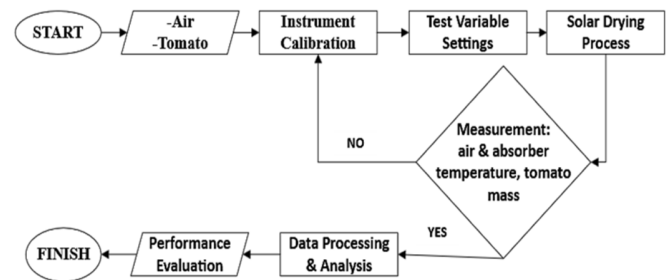 START
-Air
-Tomato
Instrument
Calibration
Test Variable
Settings
Solar Drying
Process
Measurement:
air & absorber
temperature, tomato
mass
NO
YES
Data Processing
& Analysis
Performance
Evaluation
FINISH